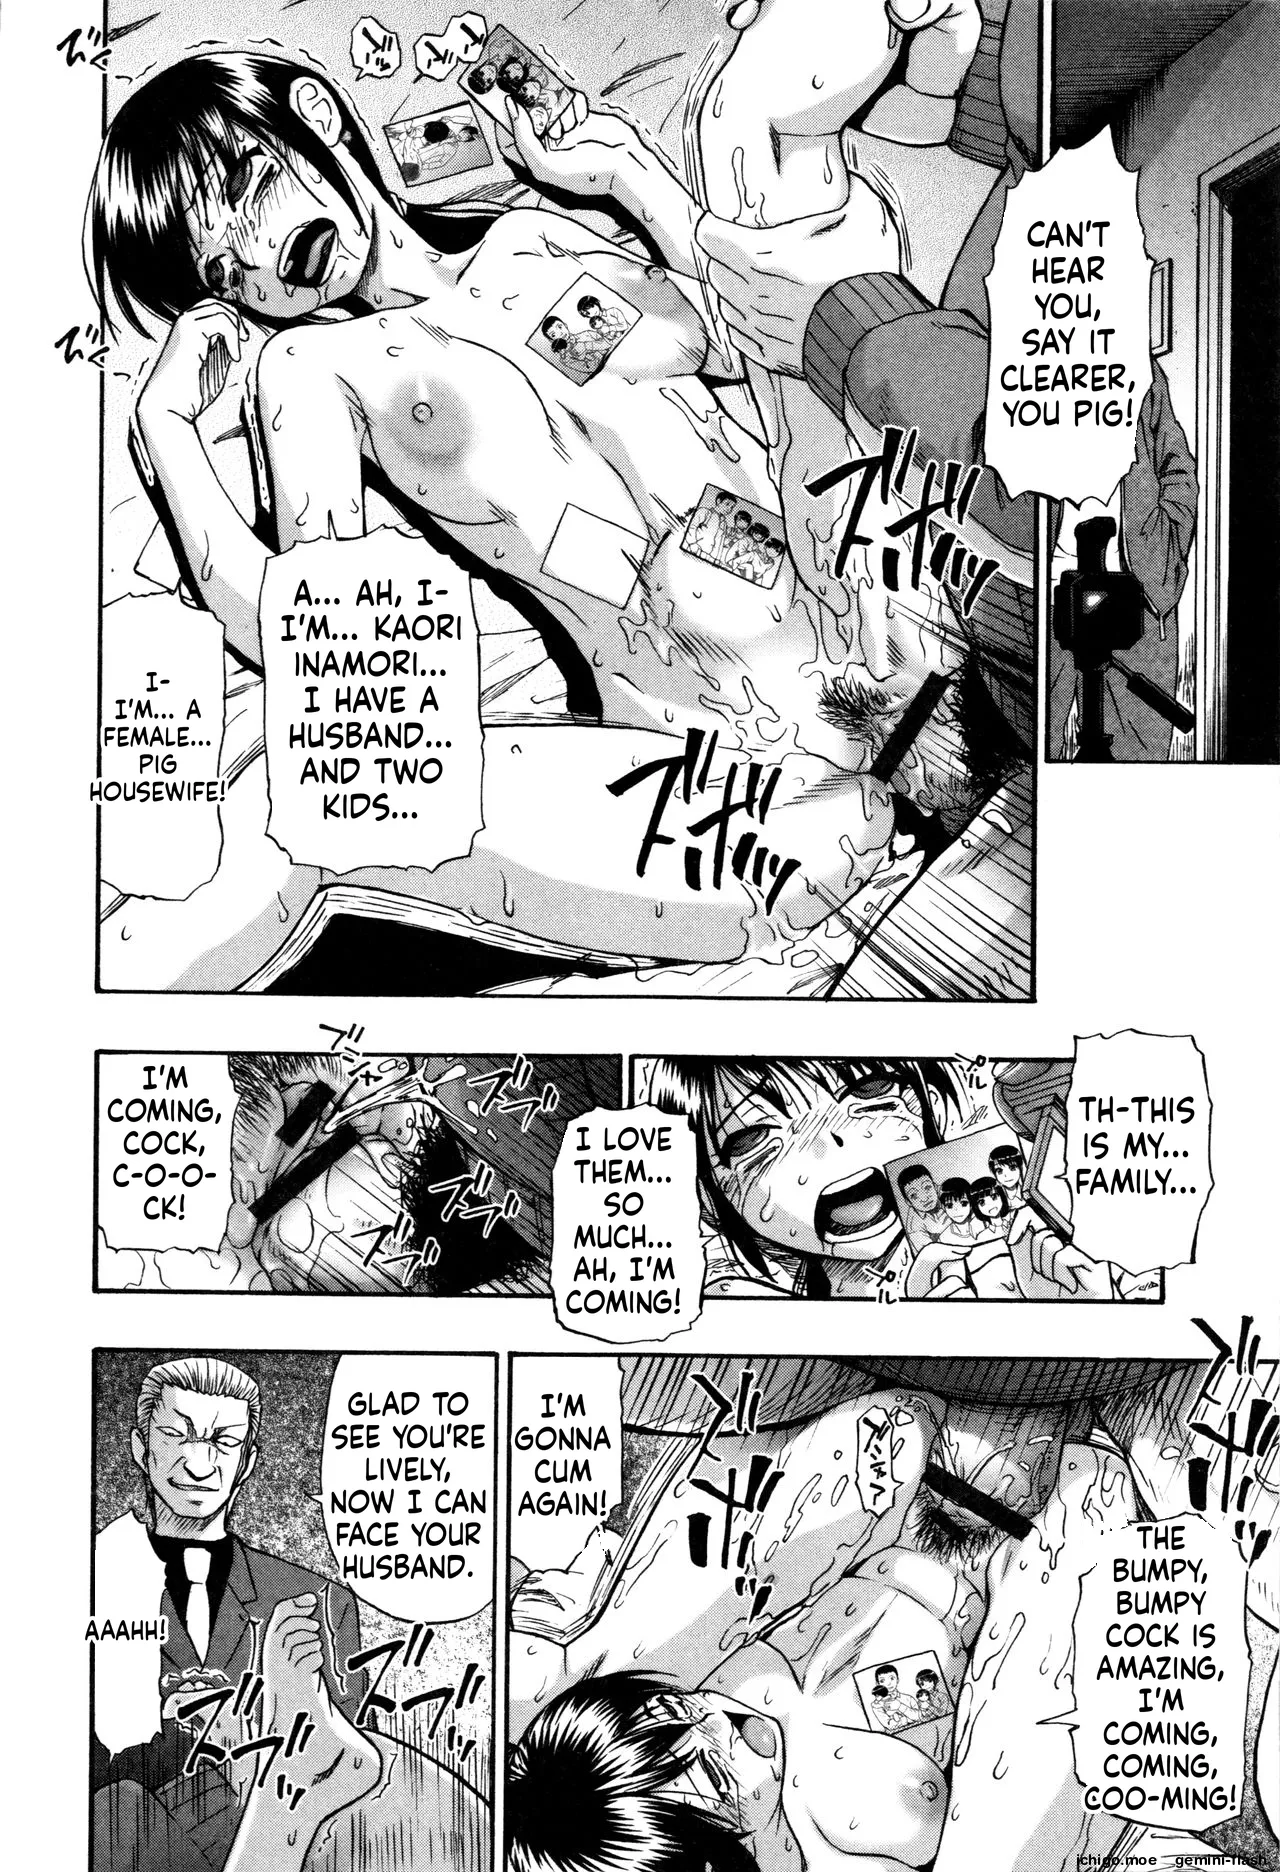 CAN'T
HEAR
YOU,
SAY IT
CLEARER,
YOU PIG!
A... AH, I-
I'M... KAORI
INAMORI...
I HAVE A
HUSBAND...
AND TWO
KIDS...
I-
I'M... A
FEMALE...
PIG
HOUSEWIFE!
TH-THIS
IS MY...
FAMILY...
I LOVE
THEM...
SO
MUCH...
AH, I'M
COMING!
I'M
COMING,
COCK,
C-O-O-
CK!
THE
BUMPY,
BUMPY
COCK IS
AMAZING,
I'M
COMING,
COMING,
COO-MING!
I'M
GONNA
CUM
AGAIN!
GLAD TO
SEE YOU'RE
LIVELY,
NOW I CAN
FACE YOUR
HUSBAND.
AAAHH!
ichigo.moe gemini-flash